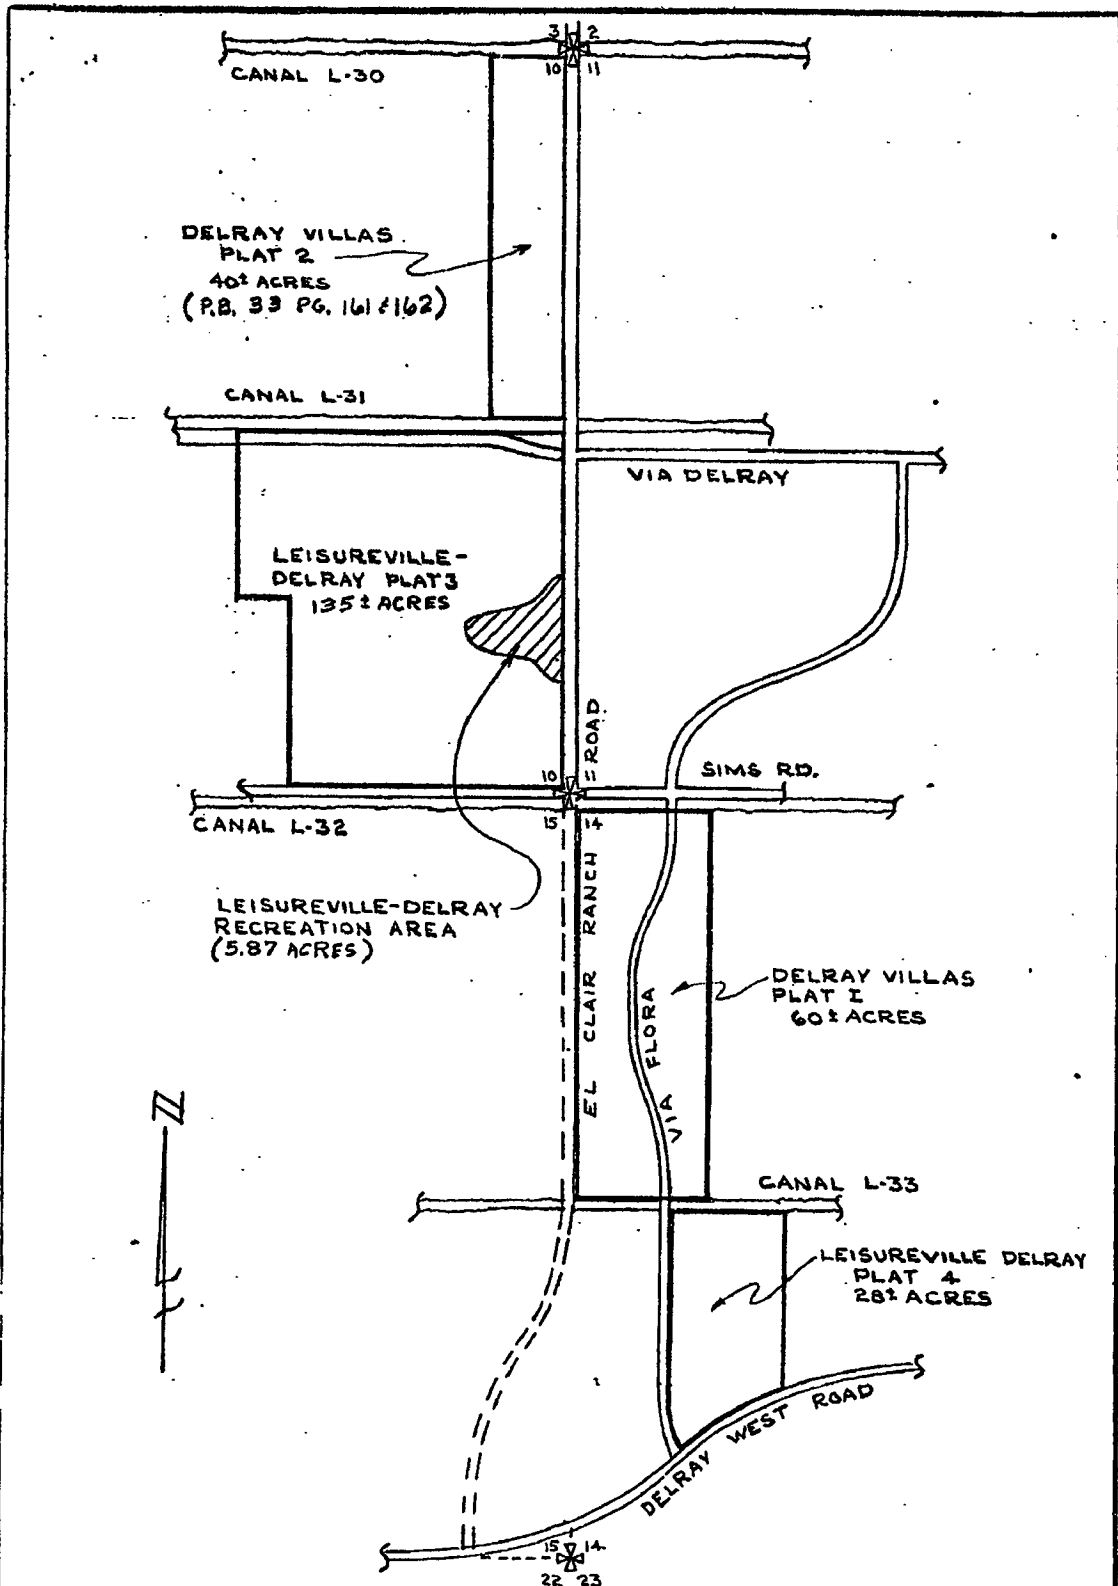 3 2
10 11
CANAL L-30
DELRAY VILLAS
PLAT 2
40± ACRES
(P.B. 33 PG. 161 & 162)
CANAL L-31
VIA DELRAY
LEISUREVILLE-
DELRAY PLAT 3
135± ACRES
EL CLAIR RANCH ROAD
10
SIMS RD.
15 14
CANAL L-32
LEISUREVILLE-DELRAY
RECREATION AREA
(5.87 ACRES)
DELRAY VILLAS
PLAT I
60± ACRES
VIA FLORA
N
CANAL L-33
LEISUREVILLE DELRAY
PLAT 4
28± ACRES
DELRAY WEST ROAD
15 14
22 23